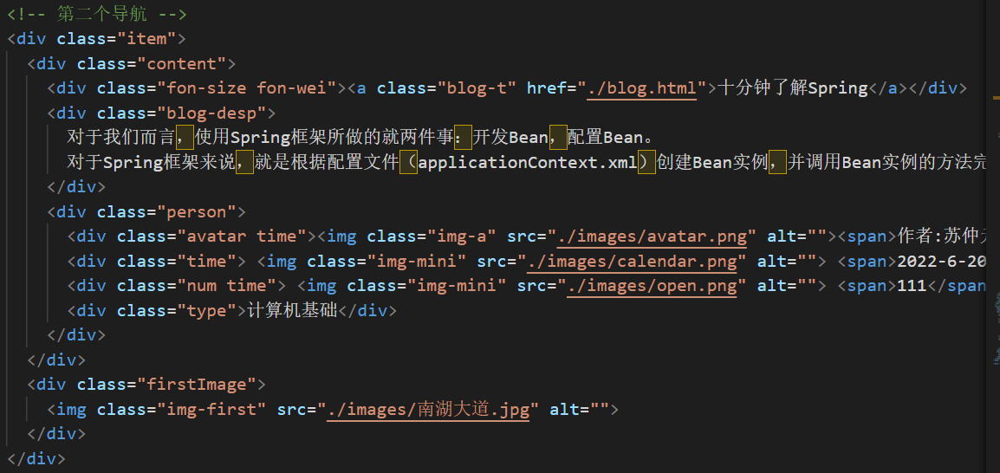 <!-- 第二个导航 -->
<div class="item">
<div class="content">
<div class="fon-size fon-wei"><a class="blog-t" href="./blog.html">十分钟了解Spring</a></div>
<div class="blog-desp">
对于我们而言，使用Spring框架所做的就两件事：开发Bean，配置Bean。
对于Spring框架来说，就是根据配置文件（applicationContext.xml）创建Bean实例，并调用Bean实例的方法完
</div>
<div class="person">
<div class="avatar time"><img class="img-a" src="./images/avatar.png" alt=""><span>作者:苏仲
<div class="time"> <img class="img-mini" src="./images/calendar.png" alt=""> <span>2022-6-20
<div class="num time"> <img class="img-mini" src="./images/open.png" alt=""> <span>111</span
<div class="type">计算机基础</div>
</div>
</div>
<div class="firstImage">
<img class="img-first" src="./images/南湖大道.jpg" alt="">
</div>
</div>